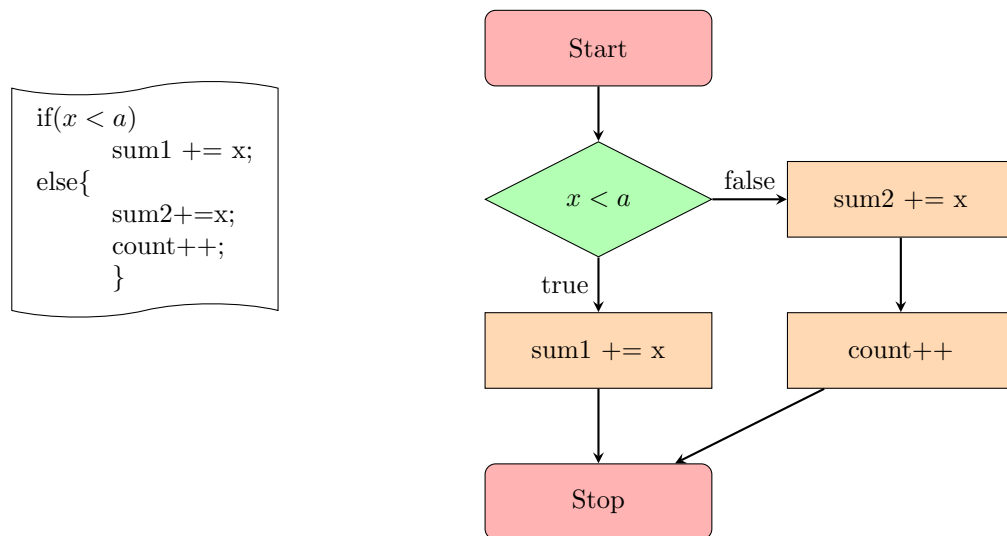 if(x < a)
sum1 += x;
else{
sum2+=x;
count++;
}
Start
x < a
false
sum2 += x
true
sum1 += x
count++
Stop